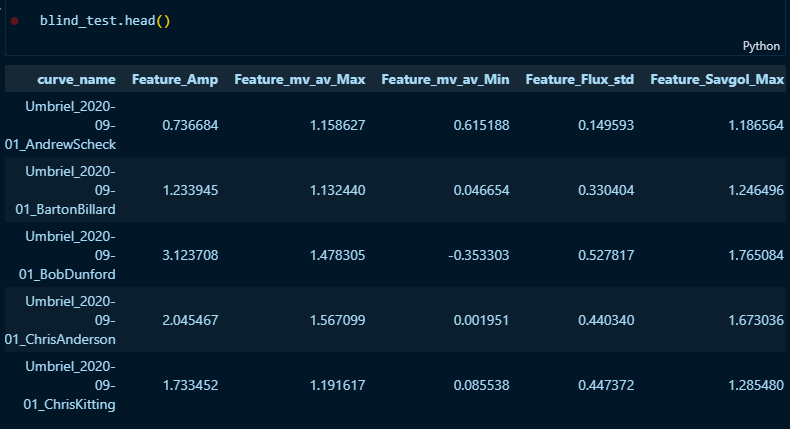 blind_test.head()
Python
curve_name Feature_Amp Feature_mv_av_Max Feature_mv_av_Min Feature_Flux_std Feature_Savgol_Max
Umbriel_2020-
09- 0.736684 1.158627 0.615188 0.149593 1.186564
01_AndrewScheck
Umbriel_2020-
09- 1.233945 1.132440 0.046654 0.330404 1.246496
01_BartonBillard
Umbriel_2020-
09- 3.123708 1.478305 -0.353303 0.527817 1.765084
01_BobDunford
Umbriel_2020-
09- 2.045467 1.567099 0.001951 0.440340 1.673036
01_ChrisAnderson
Umbriel_2020-
09- 1.733452 1.191617 0.085538 0.447372 1.285480
01_ChrisKitting